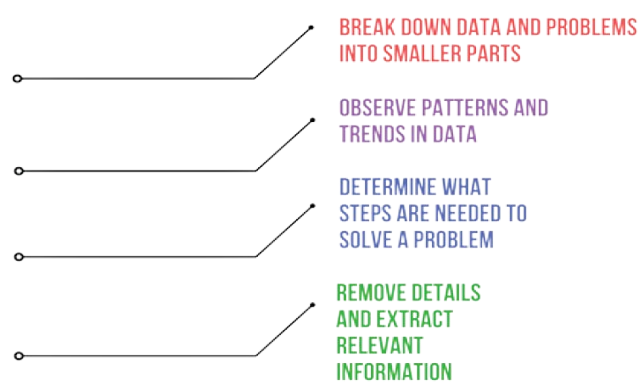 BREAK DOWN DATA AND PROBLEMS
INTO SMALLER PARTS
OBSERVE PATTERNS AND
TRENDS IN DATA
DETERMINE WHAT
STEPS ARE NEEDED TO
SOLVE A PROBLEM
REMOVE DETAILS
AND EXTRACT
RELEVANT
INFORMATION